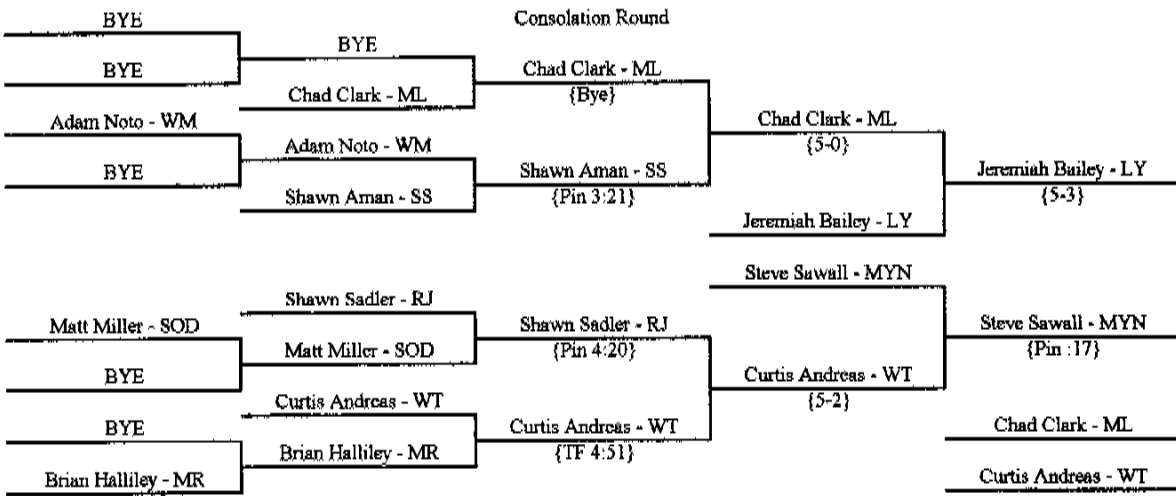 Consolation Round
BYE
BYE
BYE
Chad Clark - ML
Chad Clark - ML
{Bye}
Adam Noto - WM
BYE
Adam Noto - WM
Shawn Aman - SS
Shawn Aman - SS
{Pin 3:21}
Chad Clark - ML
{5-0}
Jeremiah Bailey - LY
Jeremiah Bailey - LY
{5-3}
Steve Sawall - MYN
Shawn Sadler - RJ
Matt Miller - SOD
BYE
Matt Miller - SOD
Shawn Sadler - RJ
{Pin 4:20}
Steve Sawall - MYN
{Pin :17}
Curtis Andreas - WT
BYE
Brian Halliley - MR
Brian Halliley - MR
Curtis Andreas - WT
{TF 4:51}
Curtis Andreas - WT
{5-2}
Chad Clark - ML
Curtis Andreas - WT